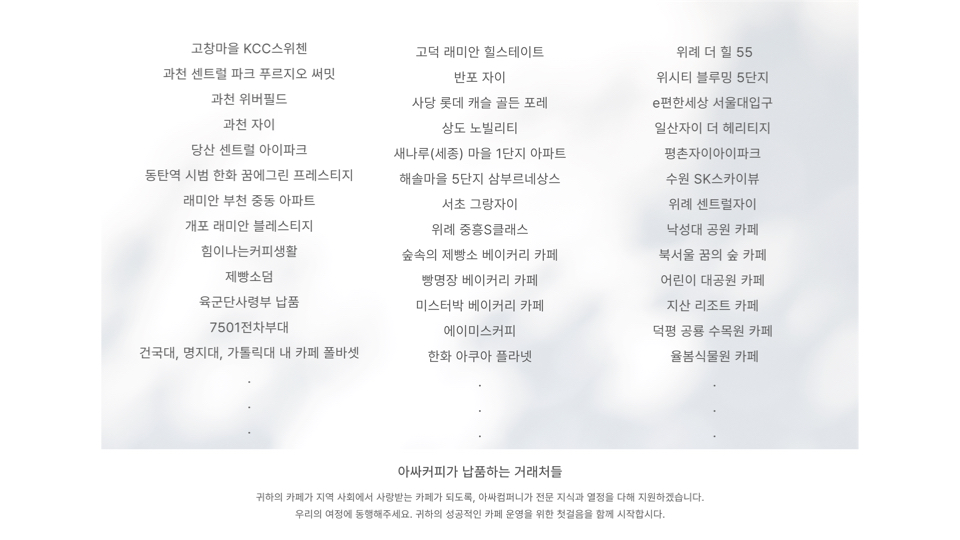 고창마을 KCC스위첸
과천 센트럴 파크 푸르지오 써밋
과천 위버필드
과천 자이
당산 센트럴 아이파크
동탄역 시범 한화 꿈에그린 프레스티지
래미안 부천 중동 아파트
개포 래미안 블레스티지
힘이나는커피생활
제빵소덤
육군단사령부 납품
7501전차부대
건국대, 명지대, 가톨릭대 내 카페 폴바셋
.
.
.
고덕 래미안 힐스테이트
반포 자이
사당 롯데 캐슬 골든 포레
상도 노빌리티
새나루(세종) 마을 1단지 아파트
해솔마을 5단지 삼부르네상스
서초 그랑자이
위례 중흥S클래스
숲속의 제빵소 베이커리 카페
빵명장 베이커리 카페
미스터박 베이커리 카페
에이미스커피
한화 아쿠아 플라넷
.
.
.
위례 더 힐 55
위시티 블루밍 5단지
e편한세상 서울대입구
일산자이 더 헤리티지
평촌자이아이파크
수원 SK스카이뷰
위례 센트럴자이
낙성대 공원 카페
북서울 꿈의 숲 카페
어린이 대공원 카페
지산 리조트 카페
덕평 공룡 수목원 카페
율봄식물원 카페
.
.
.
아싸커피가 납품하는 거래처들
귀하의 카페가 지역 사회에서 사랑받는 카페가 되도록, 아싸컴퍼니가 전문 지식과 열정을 다해 지원하겠습니다.
우리의 여정에 동행해주세요. 귀하의 성공적인 카페 운영을 위한 첫걸음을 함께 시작합시다.